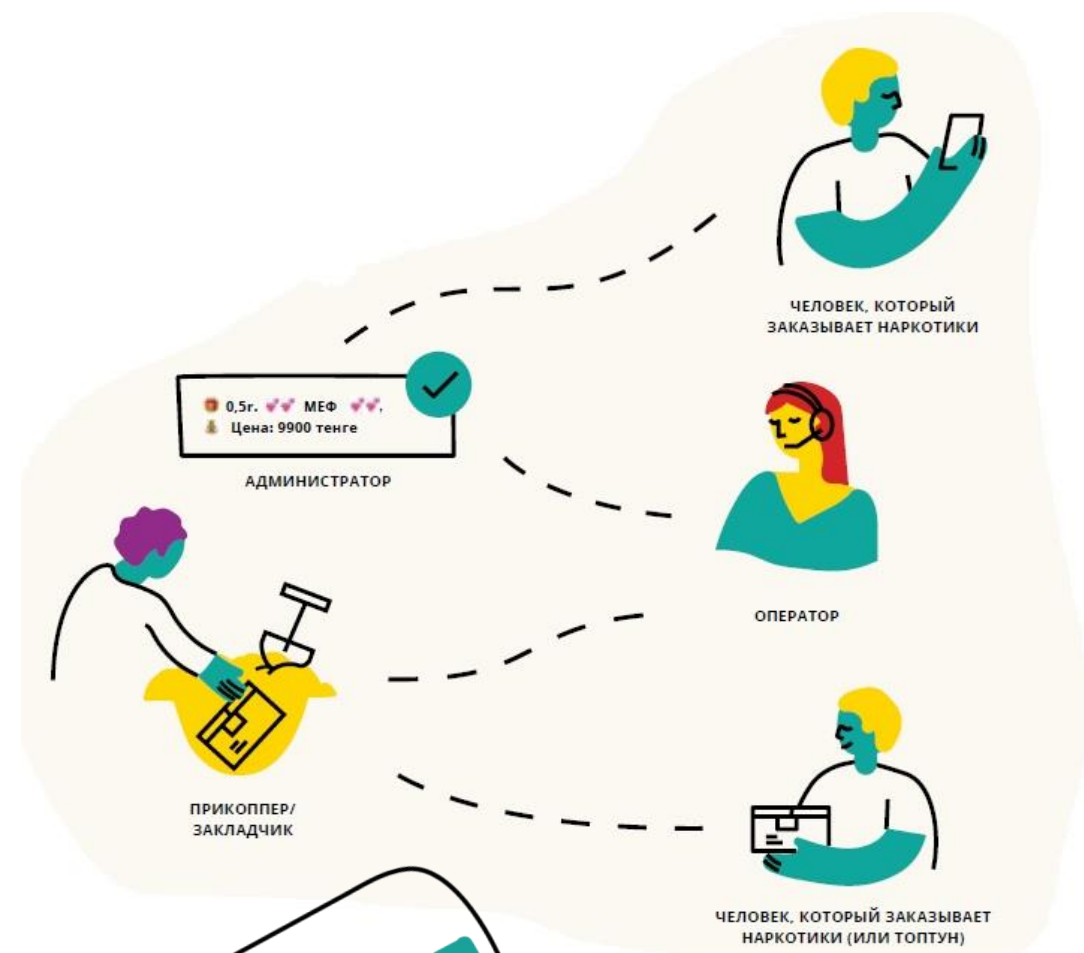 ЧЕЛОВЕК, КОТОРЫЙ
ЗАКАЗЫВАЕТ НАРКОТИКИ
0,5г. МЕФ .
Цена: 9900 тенге
АДМИНИСТРАТОР
ОПЕРАТОР
ПРИКОППЕР/
ЗАКЛАДЧИК
ЧЕЛОВЕК, КОТОРЫЙ ЗАКАЗЫВАЕТ
НАРКОТИКИ (ИЛИ ТОПТУН)